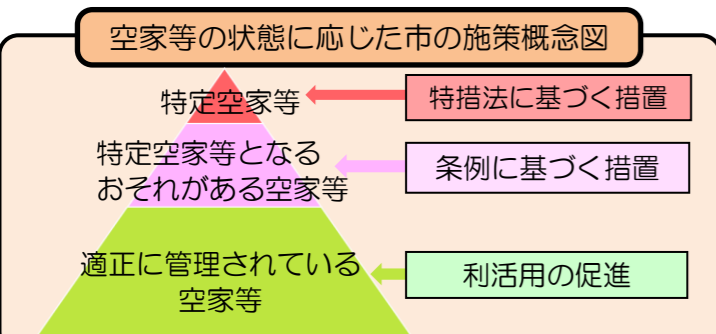 空家等の状態に応じた市の施策概念図
特定空家等
特措法に基づく措置
特定空家等となる
おそれがある空家等
条例に基づく措置
適正に管理されている
空家等
利活用の促進